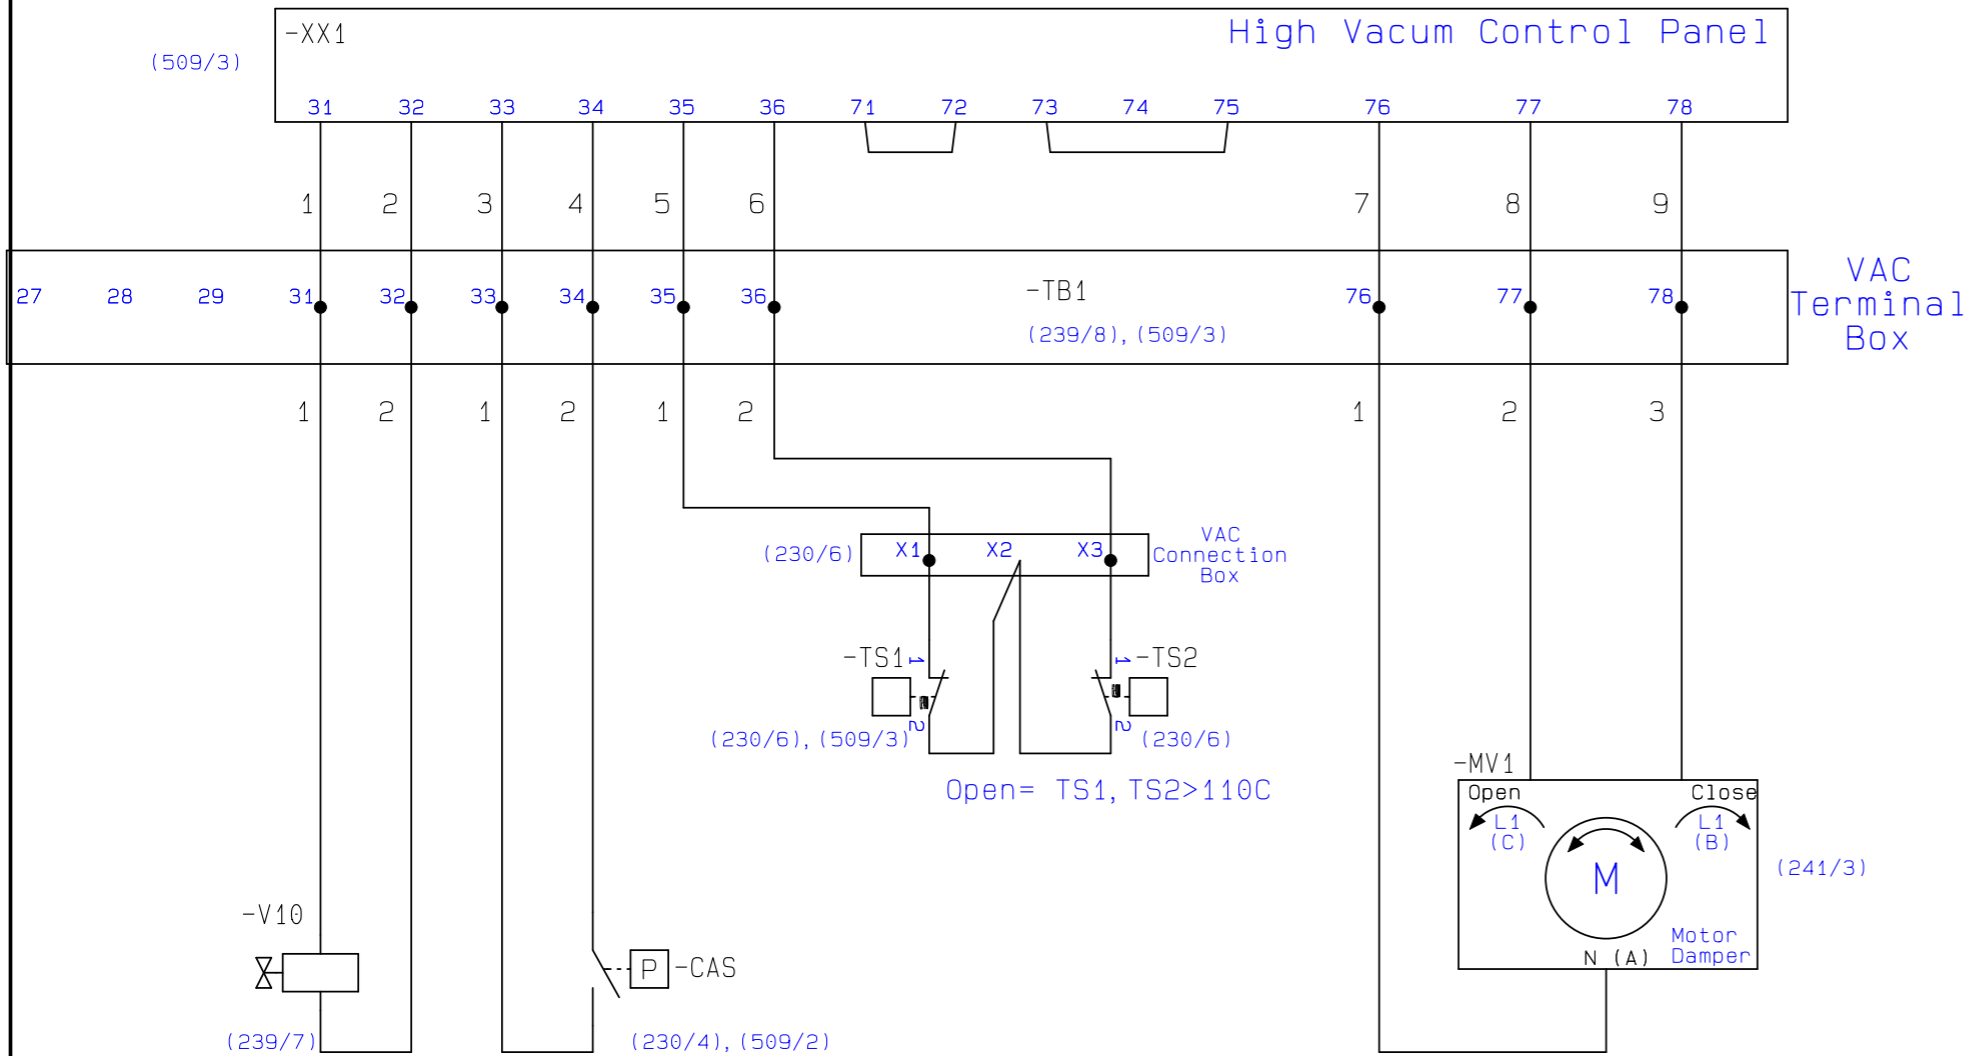 -XX1
High Vacum Control Panel
(509/3)
31 32 33 34 35 36 71 72 73 74 75 76 77 78
1 2 3 4 5 6 7 8 9
27 28 29 31 32 33 34 35 36 -TB1 76 77 78
(239/8), (509/3)
VAC
Terminal
Box
1 2 1 2 1 2 1 2 3
(230/6) X1 X2 X3
VAC
Connection
Box
-TS1 1 1 -TS2
2 2
(230/6), (509/3) (230/6)
Open= TS1, TS2>110C
-MV1
Open Close
L1 L1
(C) (B)
M
(241/3)
Motor
Damper
N (A)
-V10
P -CAS
(239/7) (230/4), (509/2)